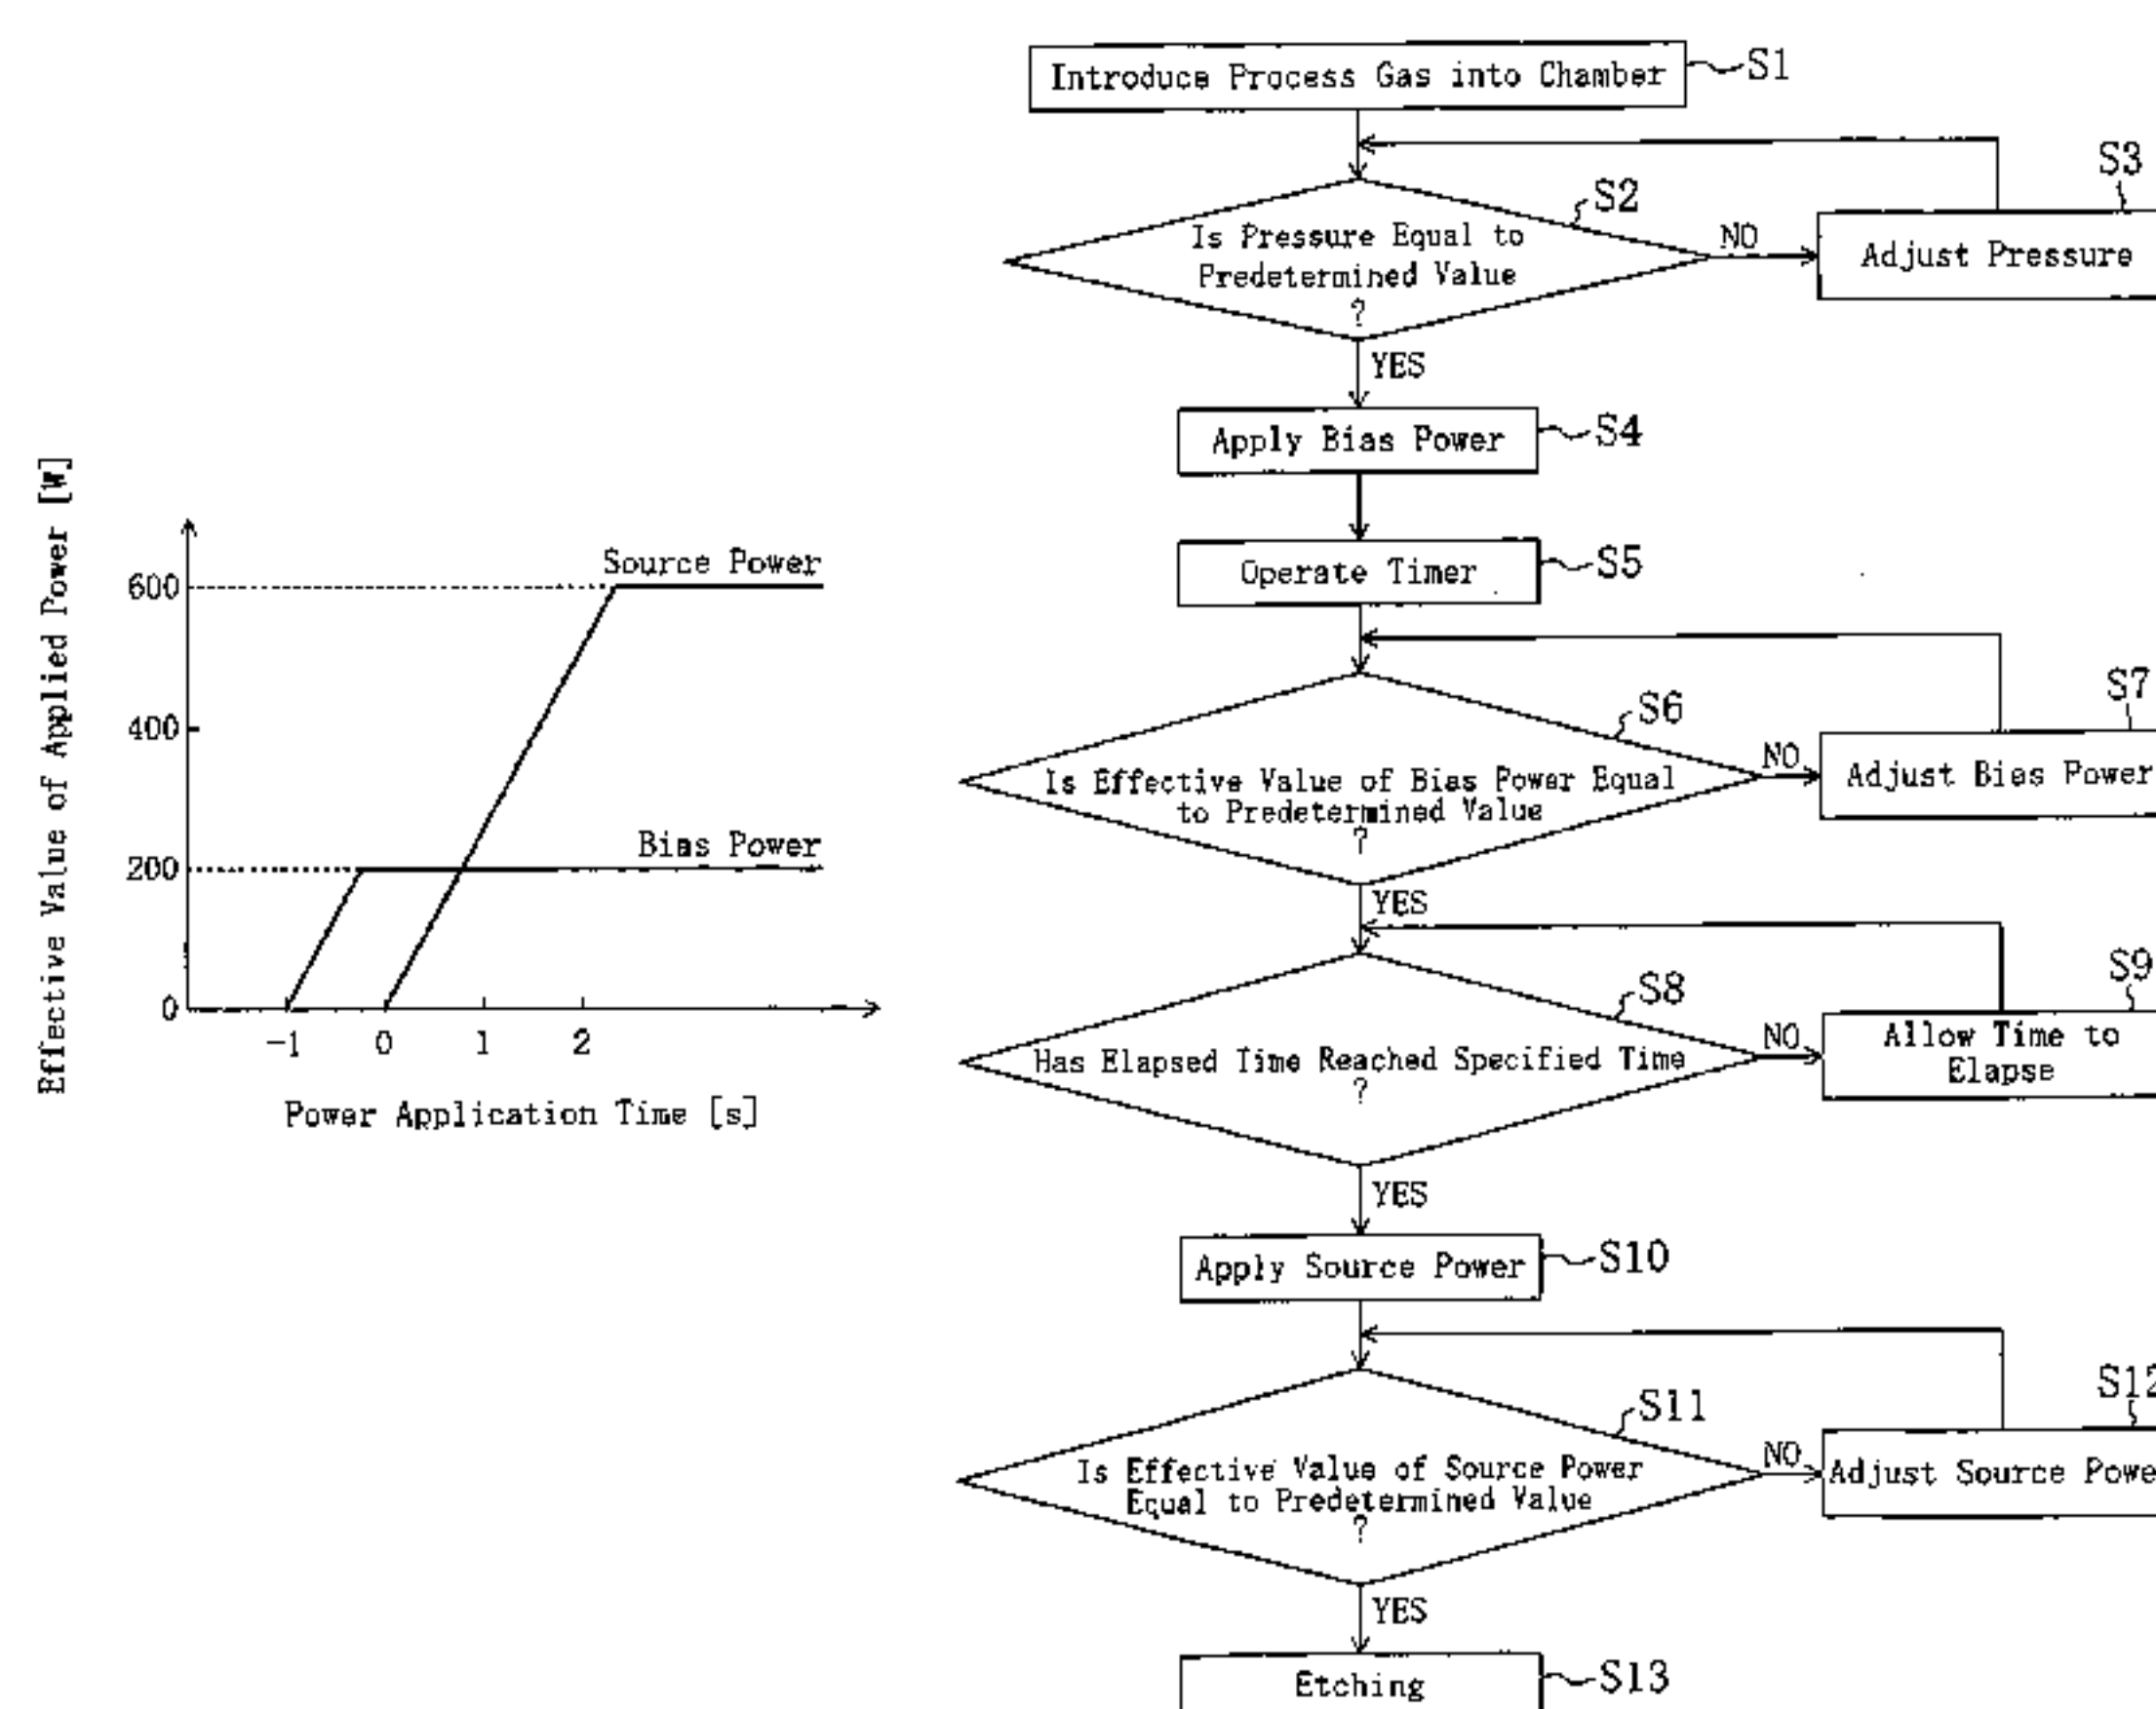 Effective Value of Applied Power [W]
600
400
200
0
Source Power
Bias Power
-1 0 1 2
Power Application Time [s]
Introduce Process Gas into Chamber
S1
S2
Is Pressure Equal to
Predetermined Value
?
NO
S3
Adjust Pressure
YES
Apply Bias Power
S4
Operate Timer
S5
S6
Is Effective Value of Bias Power Equal
to Predetermined Value
?
NO
S7
Adjust Bias Power
YES
S8
Has Elapsed Time Reached Specified Time
?
NO
S9
Allow Time to
Elapse
YES
Apply Source Power
S10
S11
Is Effective Value of Source Power
Equal to Predetermined Value
?
NO
S12
Adjust Source Powe
YES
Etching
S13